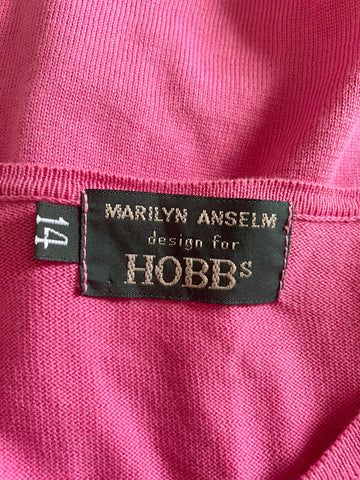 MARILYN ANSELM
design for
HOBBs
14